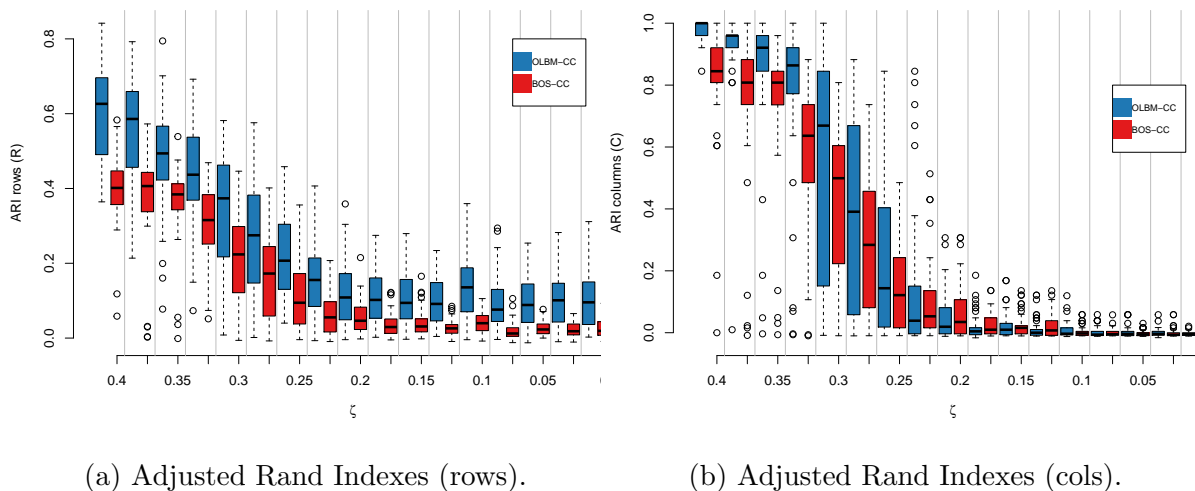 0.0
0.2
0.4
0.6
0.8
ARI rows (R)
OLBM−CC
BOS−CC
0.4
0.35
0.3
0.25
0.2
0.15
0.1
0.05
ζ
0.0
0.2
0.4
0.6
0.8
1.0
ARI columns (C)
OLBM−CC
BOS−CC
0.4
0.35
0.3
0.25
0.2
0.15
0.1
0.05
ζ
(a) Adjusted Rand Indexes (rows).
(b) Adjusted Rand Indexes (cols).